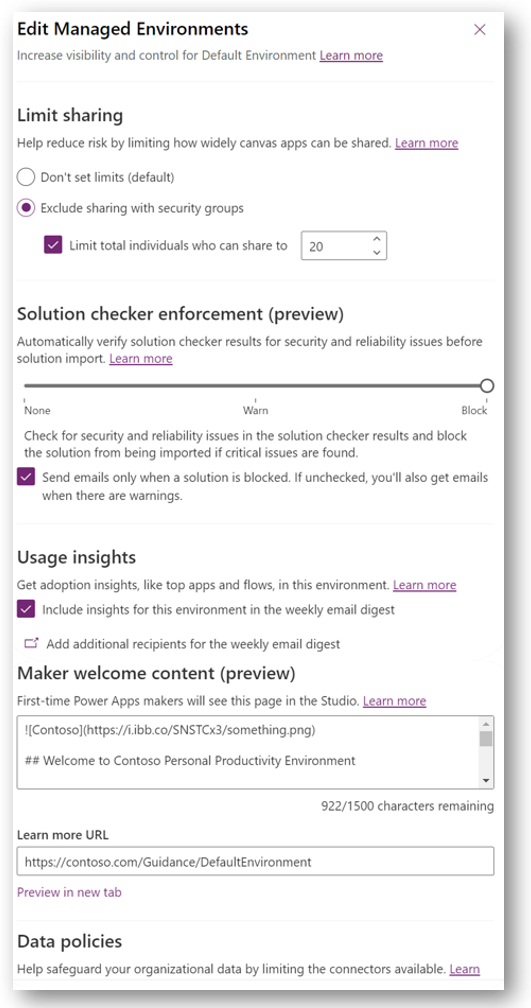 Edit Managed Environments
Increase visibility and control for Default Environment Learn more
Limit sharing
Help reduce risk by limiting how widely canvas apps can be shared. Learn more
Don't set limits (default)
Exclude sharing with security groups
Limit total individuals who can share to 20
Solution checker enforcement (preview)
Automatically verify solution checker results for security and reliability issues before
solution import. Learn more
None Warn Block
Check for security and reliability issues in the solution checker results and block
the solution from being imported if critical issues are found.
Send emails only when a solution is blocked. If unchecked, you'll also get emails
when there are warnings.
Usage insights
Get adoption insights, like top apps and flows, in this environment. Learn more
Include insights for this environment in the weekly email digest
Add additional recipients for the weekly email digest
Maker welcome content (preview)
First-time Power Apps makers will see this page in the Studio. Learn more
![Contoso](https://i.ibb.co/SNSTCx3/something.png)
## Welcome to Contoso Personal Productivity Environment
922/1500 characters remaining
Learn more URL
https://contoso.com/Guidance/DefaultEnvironment
Preview in new tab
Data policies
Help safeguard your organizational data by limiting the connectors available. Learn